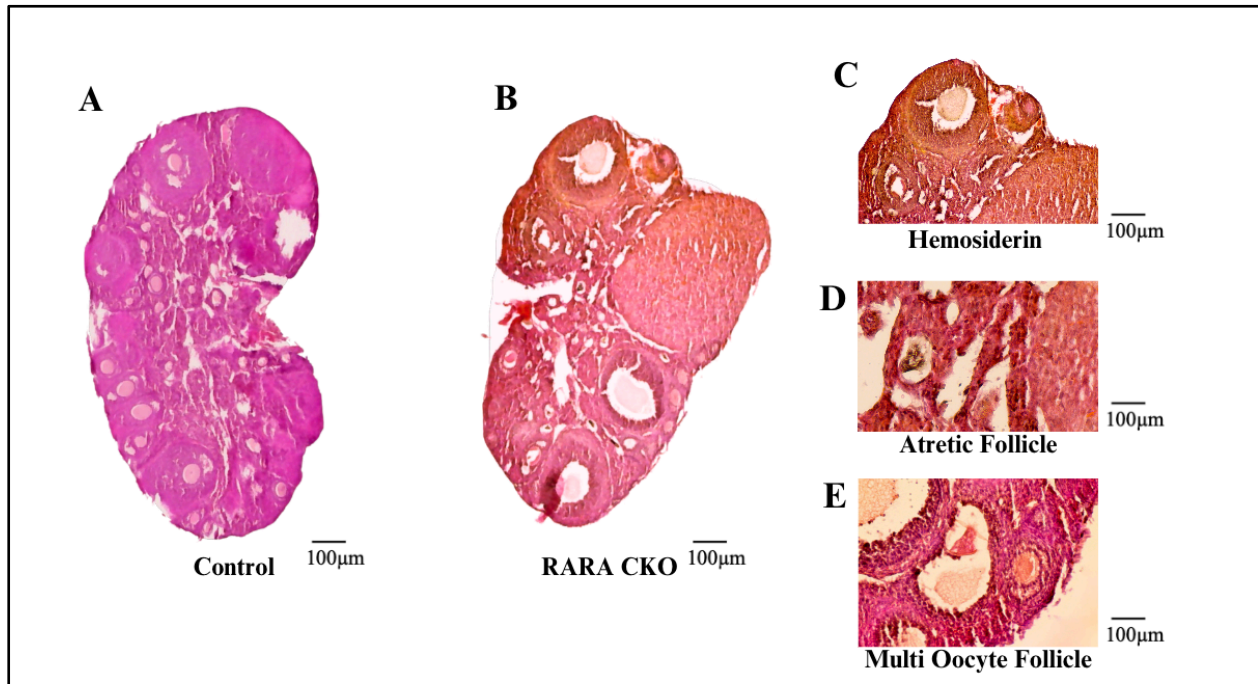 A
B
C
D
E
100µm
Control
100µm
RARA CKO
100µm
Hemosiderin
100µm
Atretic Follicle
100µm
Multi Oocyte Follicle